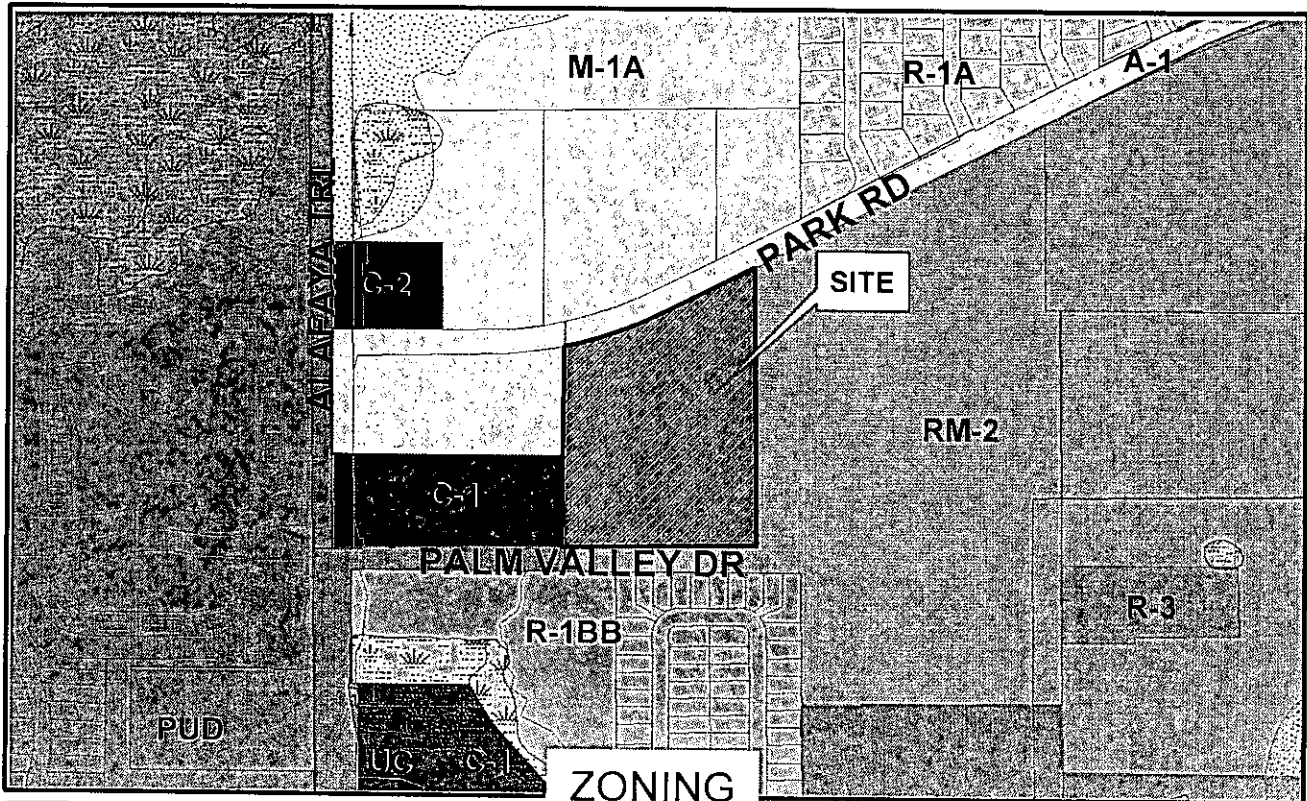 M-1A
R-1A
A-1
ALAFAYA TRL
PARK RD
C-2
SITE
RM-2
C-1
PALM VALLEY DR
R-1BB
R-3
PUD
UC
C-1
ZONING